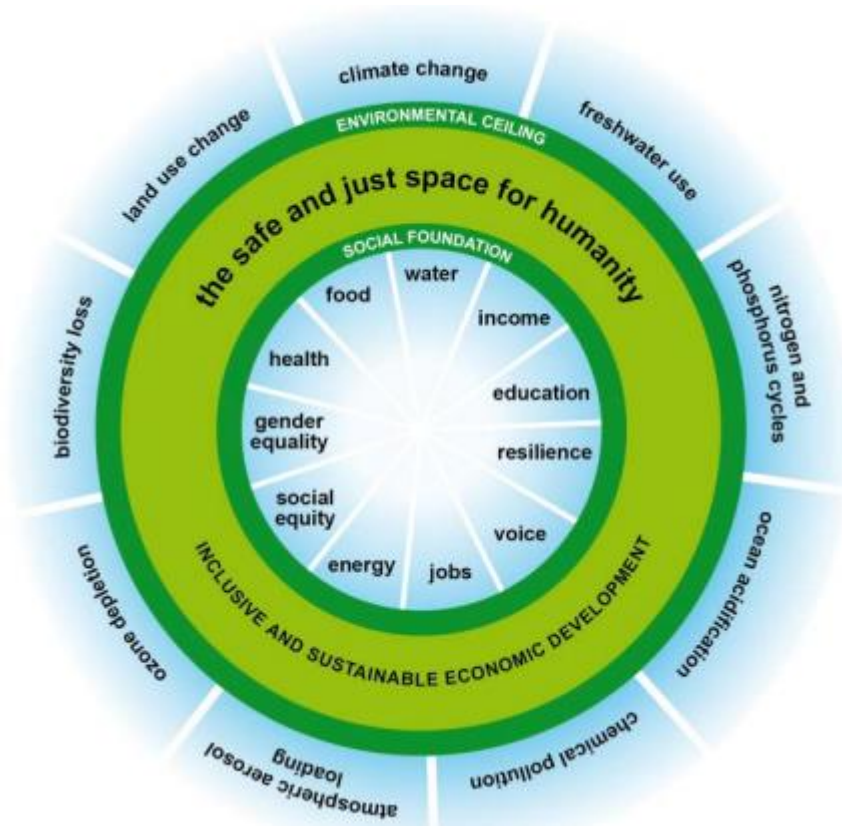 climate change
freshwater use
nitrogen and
phosphorus cycles
ocean acidification
chemical pollution
atmospheric aerosol
loading
ozone depletion
biodiversity loss
land use change
ENVIRONMENTAL CEILING
the safe and just space for humanity
SOCIAL FOUNDATION
water
income
education
resilience
voice
jobs
energy
social
equity
gender
equality
health
food
INCLUSIVE AND SUSTAINABLE ECONOMIC DEVELOPMENT